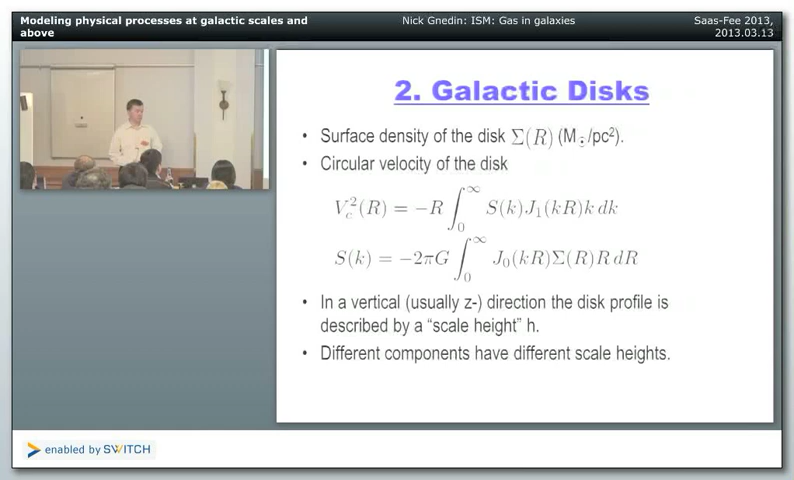 Modeling physical processes at galactic scales and
above
Nick Gnedin: ISM: Gas in galaxies
Saas-Fee 2013,
2013.03.13
2. Galactic Disks
• Surface density of the disk Σ(R) (M☉/pc²).
• Circular velocity of the disk
V_c²(R) = −R ∫₀^∞ S(k)J₁(kR)k dk
S(k) = −2πG ∫₀^∞ J₀(kR)Σ(R)R dR
• In a vertical (usually z-) direction the disk profile is
described by a “scale height” h.
• Different components have different scale heights.
enabled by SWITCH